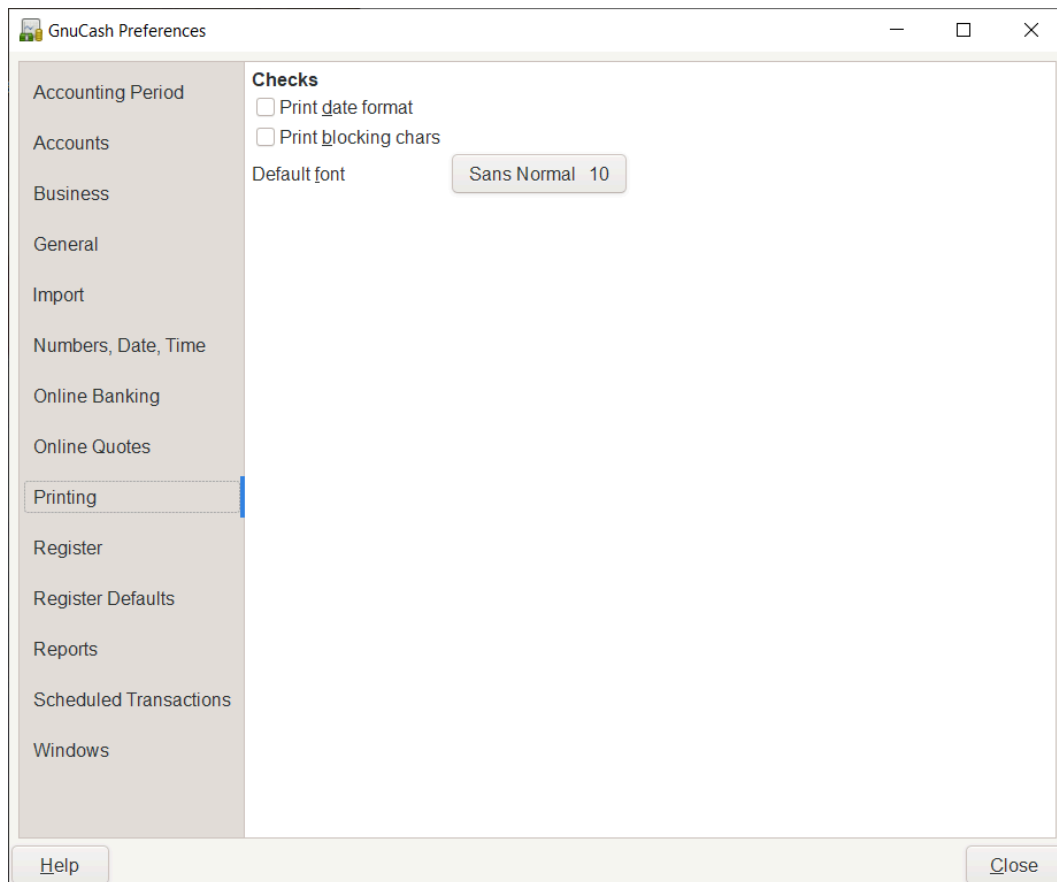 GnuCash Preferences
Accounting Period
Accounts
Business
General
Import
Numbers, Date, Time
Online Banking
Online Quotes
Printing
Register
Register Defaults
Reports
Scheduled Transactions
Windows
Checks
Print date format
Print blocking chars
Default font Sans Normal 10
Help
Close